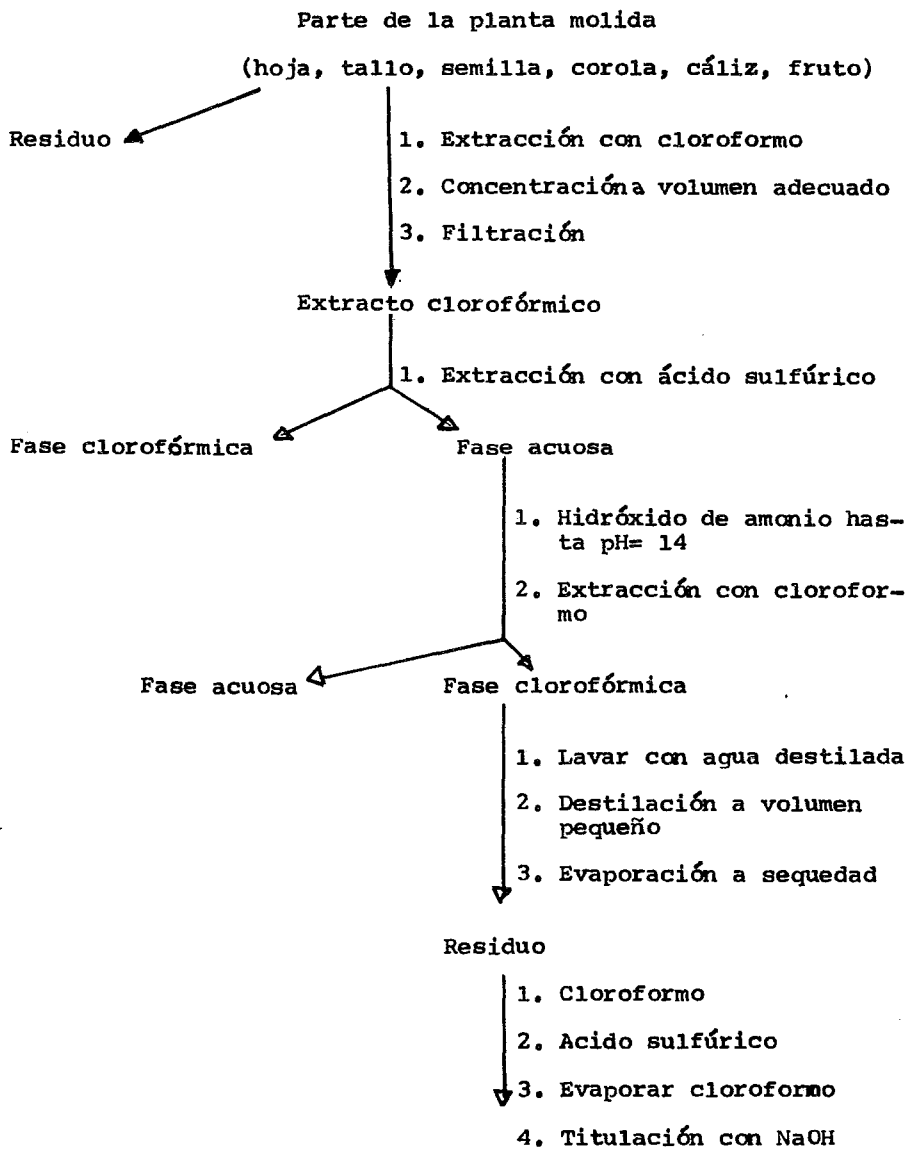 Parte de la planta molida
(hoja, tallo, semilla, corola, cáliz, fruto)
Residuo
1. Extracción con cloroformo
2. Concentracióna volumen adecuado
3. Filtración
Extracto clorofórmico
1. Extracción con ácido sulfúrico
Fase clorofórmica
Fase acuosa
1. Hidróxido de amonio has-
ta pH= 14
2. Extracción con clorofor-
mo
Fase acuosa
Fase clorofórmica
1. Lavar con agua destilada
2. Destilación a volumen
pequeño
3. Evaporación a sequedad
Residuo
1. Cloroformo
2. Acido sulfúrico
3. Evaporar cloroformo
4. Titulación con NaOH